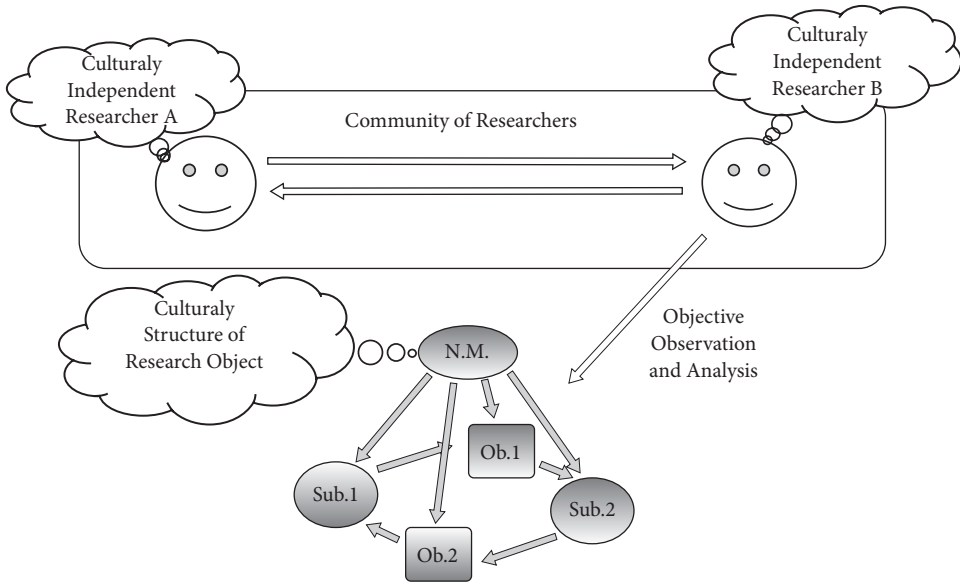 Culturaly
Independent
Researcher A
Culturaly
Independent
Researcher B
Community of Researchers
Culturaly
Structure of
Research Object
N.M.
Objective
Observation
and Analysis
Ob.1
Sub.1
Sub.2
Ob.2